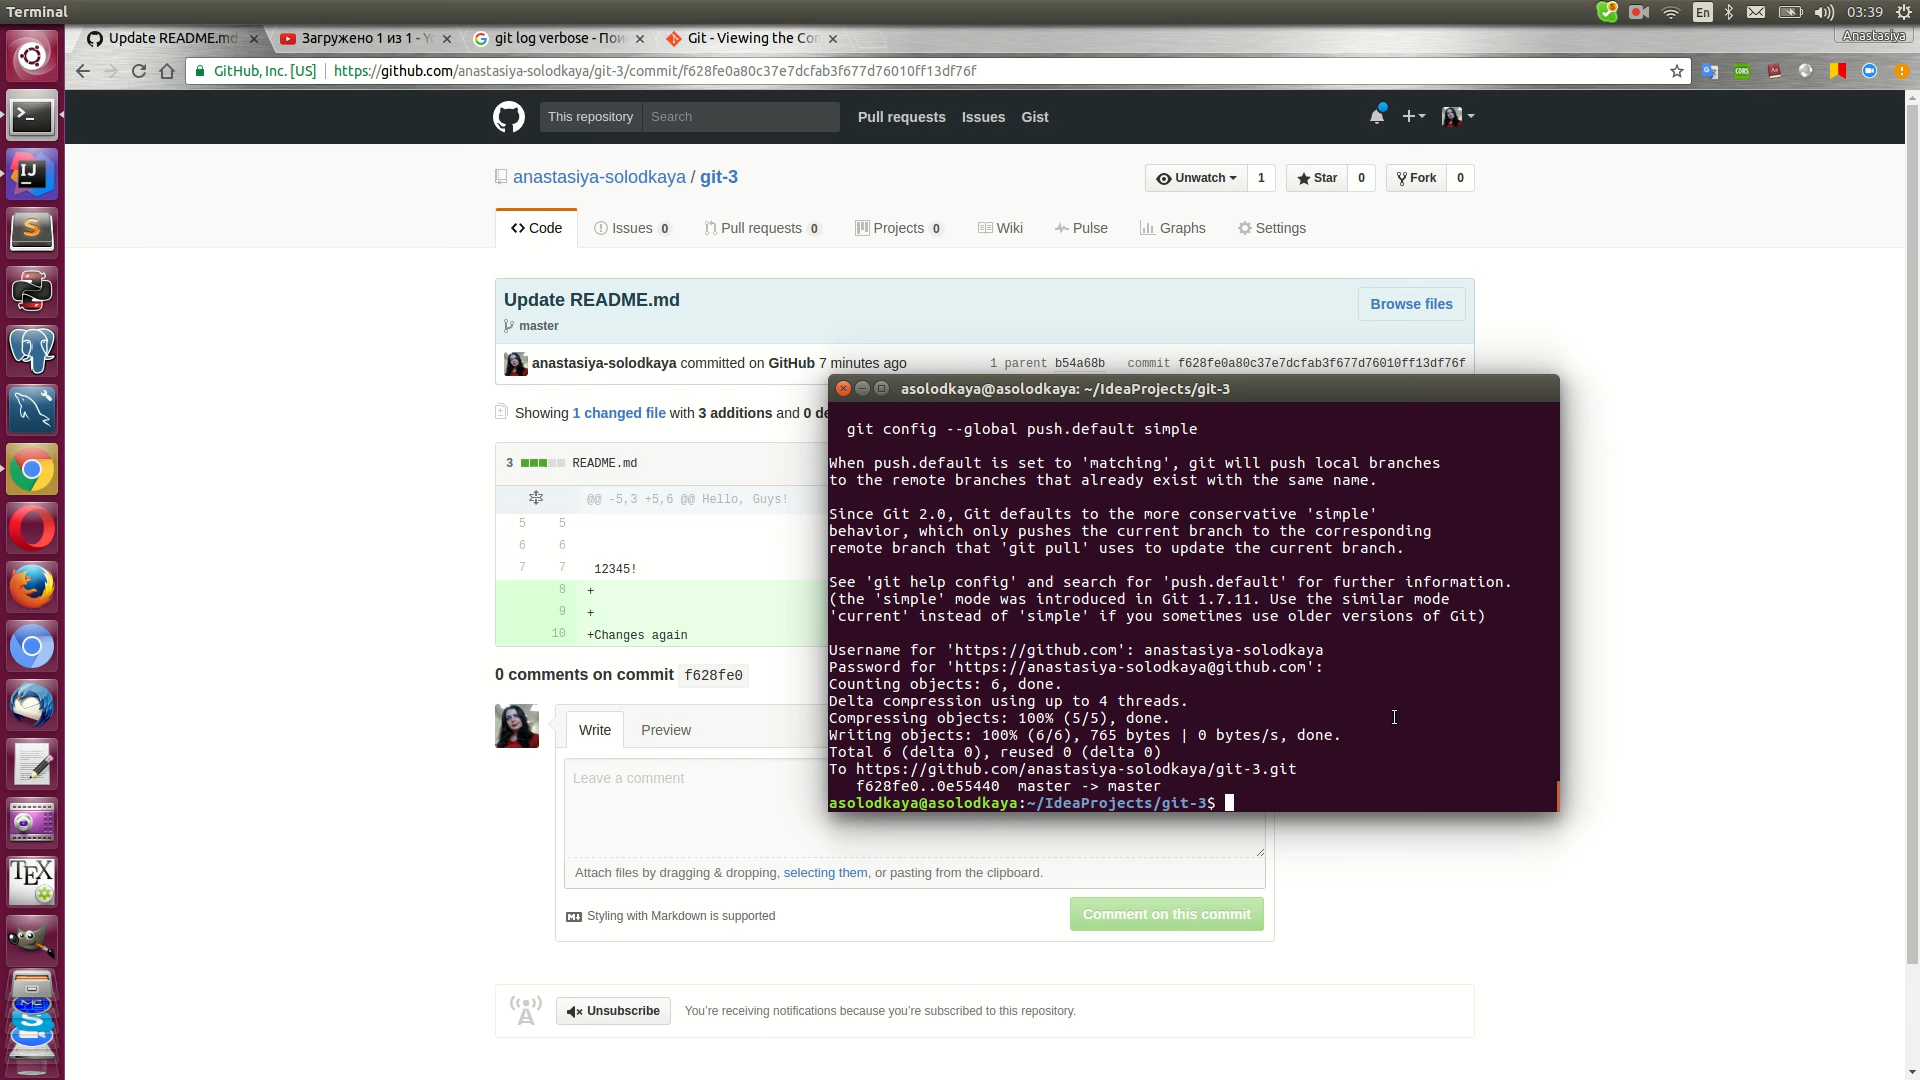 Terminal
En
03:39
Update README.md
Загружено 1 из 1 - Y
git log verbose - Пои
Git - Viewing the Con
Anastasiya
GitHub, Inc. [US]
https://github.com/anastasiya-solodkaya/git-3/commit/f628fe0a80c37e7dcfab3f677d76010ff13df76f
This repository
Search
Pull requests
Issues
Gist
anastasiya-solodkaya / git-3
Unwatch
1
Star
0
Fork
0
Code
Issues 0
Pull requests 0
Projects 0
Wiki
Pulse
Graphs
Settings
Update README.md
Browse files
master
anastasiya-solodkaya committed on GitHub 7 minutes ago
1 parent b54a68b
commit f628fe0a80c37e7dcfab3f677d76010ff13df76f
Showing 1 changed file with 3 additions and 0 de
3
README.md
@@ -5,3 +5,6 @@ Hello, Guys!
5 5
6 6
7 7 12345!
8 +
9 +
10 +Changes again
0 comments on commit f628fe0
Write
Preview
Leave a comment
Attach files by dragging & dropping, selecting them, or pasting from the clipboard.
Styling with Markdown is supported
Comment on this commit
Unsubscribe
You're receiving notifications because you're subscribed to this repository.
asolodkaya@asolodkaya: ~/IdeaProjects/git-3
git config --global push.default simple
When push.default is set to 'matching', git will push local branches
to the remote branches that already exist with the same name.
Since Git 2.0, Git defaults to the more conservative 'simple'
behavior, which only pushes the current branch to the corresponding
remote branch that 'git pull' uses to update the current branch.
See 'git help config' and search for 'push.default' for further information.
(the 'simple' mode was introduced in Git 1.7.11. Use the similar mode
'current' instead of 'simple' if you sometimes use older versions of Git)
Username for 'https://github.com': anastasiya-solodkaya
Password for 'https://anastasiya-solodkaya@github.com':
Counting objects: 6, done.
Delta compression using up to 4 threads.
Compressing objects: 100% (5/5), done.
Writing objects: 100% (6/6), 765 bytes | 0 bytes/s, done.
Total 6 (delta 0), reused 0 (delta 0)
To https://github.com/anastasiya-solodkaya/git-3.git
f628fe0..0e55440 master -> master
asolodkaya@asolodkaya:~/IdeaProjects/git-3$
IJ
S
TEX